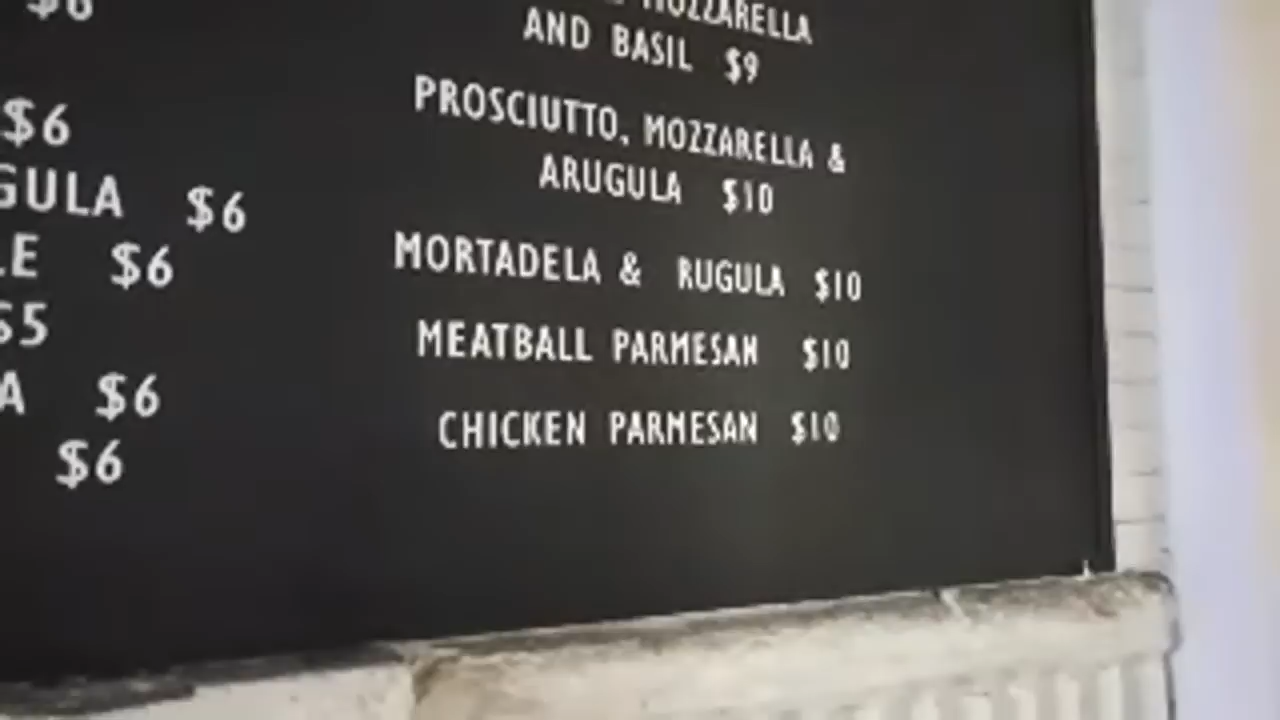 $6
$6
GULA $6
LE $6
$5
A $6
$6
MOZZARELLA
AND BASIL $9
PROSCIUTTO, MOZZARELLA &
ARUGULA $10
MORTADELA & RUGULA $10
MEATBALL PARMESAN $10
CHICKEN PARMESAN $10